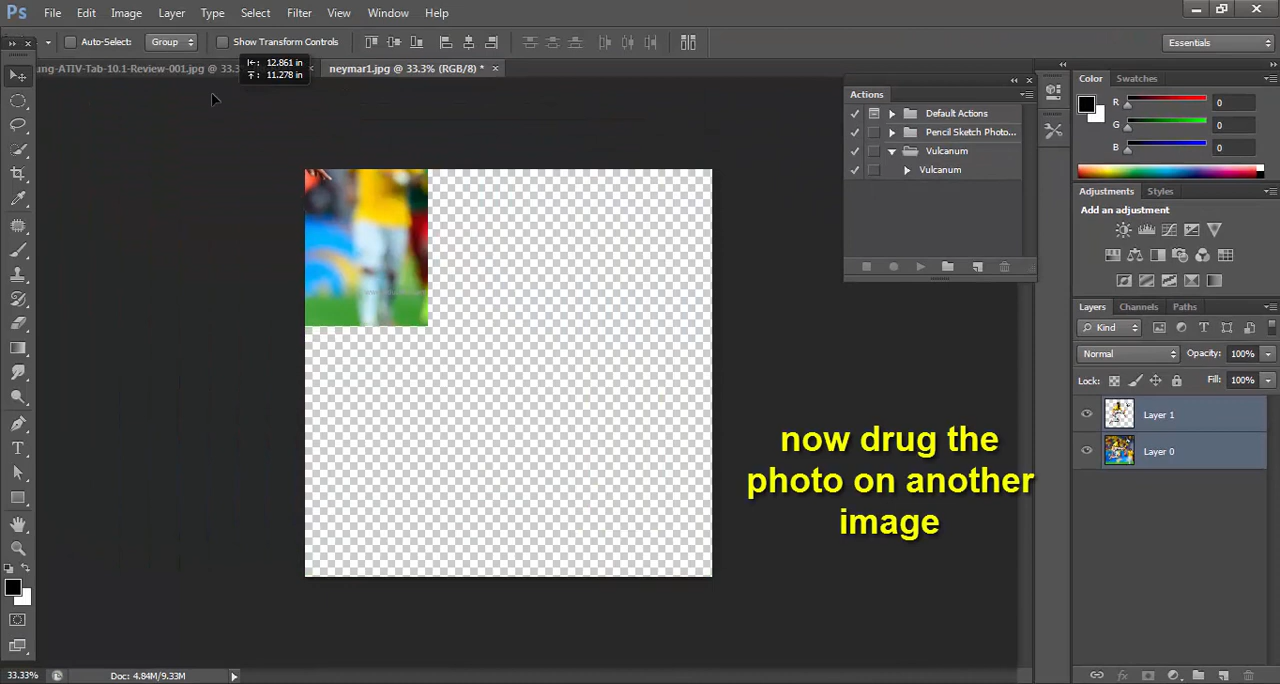 Ps File Edit Image Layer Type Select Filter View Window Help
Auto-Select: Group Show Transform Controls Essentials
12.861 in
11.278 in
ung-ATIV-Tab-10.1-Review-001.jpg @ 33.3 neymar1.jpg @ 33.3% (RGB/8) *
Actions
Default Actions
Pencil Sketch Photo...
Vulcanum
Vulcanum
Color Swatches
R 0
G 0
B 0
Adjustments Styles
Add an adjustment
Layers Channels Paths
Kind
Normal Opacity: 100%
Lock: Fill: 100%
Layer 1
Layer 0
now drug the
photo on another
image
33.33% Doc: 4.84M/9.33M